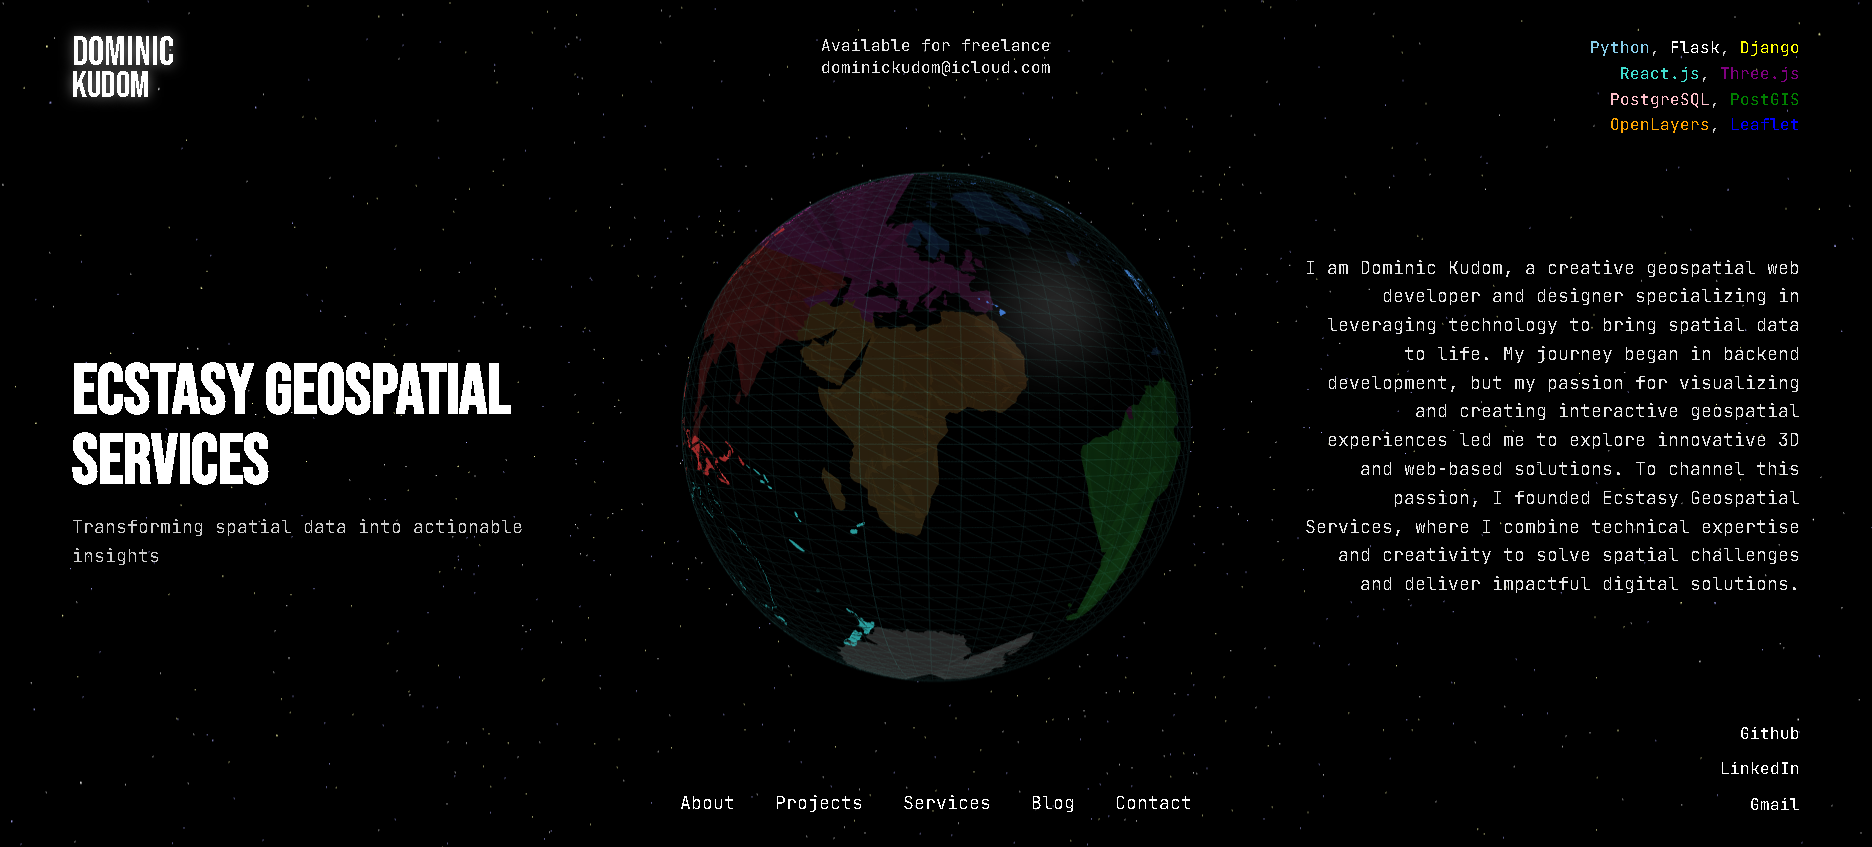 DOMINIC
KUDOM
Available for freelance
dominickudom@icloud.com
Python, Flask, Django
React.js, Three.js
PostgreSQL, PostGIS
OpenLayers, Leaflet
ECSTASY GEOSPATIAL
SERVICES
Transforming spatial data into actionable
insights
I am Dominic Kudom, a creative geospatial web
developer and designer specializing in
leveraging technology to bring spatial data
to life. My journey began in backend
development, but my passion for visualizing
and creating interactive geospatial
experiences led me to explore innovative 3D
and web-based solutions. To channel this
passion, I founded Ecstasy Geospatial
Services, where I combine technical expertise
and creativity to solve spatial challenges
and deliver impactful digital solutions.
Github
LinkedIn
Gmail
About Projects Services Blog Contact